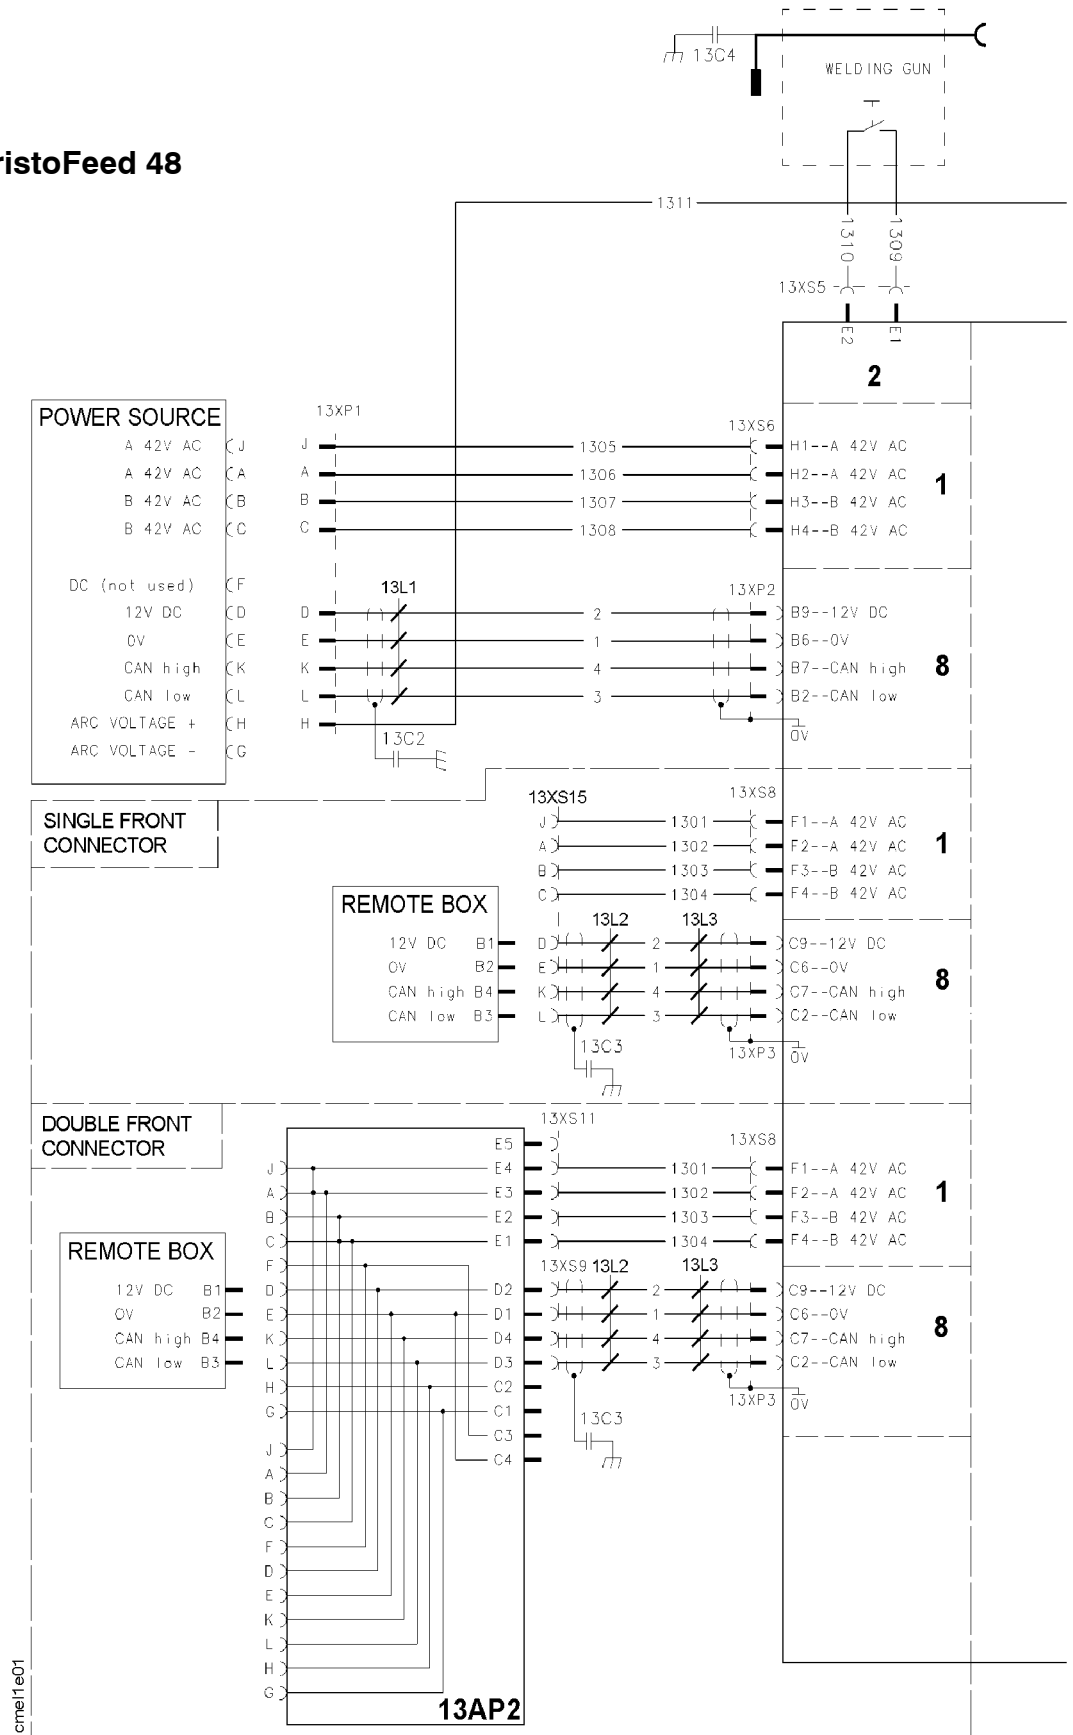 13C4
WELDING GUN
ristoFeed 48
1311
1310
1309
13XS5
E2
E1
2
POWER SOURCE
13XP1
13XS6
A 42V AC J J 1305 H1--A 42V AC
A 42V AC A A 1306 H2--A 42V AC
1
B 42V AC B B 1307 H3--B 42V AC
B 42V AC C C 1308 H4--B 42V AC
DC (not used) F
13L1
13XP2
12V DC D D 2 B9--12V DC
0V E E 1 B6--0V
8
CAN high K K 4 B7--CAN high
CAN low L L 3 B2--CAN low
ARC VOLTAGE + H H
0V
13C2
ARC VOLTAGE - G
SINGLE FRONT
CONNECTOR
13XS15
13XS8
J 1301 F1--A 42V AC
A 1302 F2--A 42V AC
1
B 1303 F3--B 42V AC
C 1304 F4--B 42V AC
REMOTE BOX
13L2
13L3
12V DC B1 D 2 C9--12V DC
0V B2 E 1 C6--0V
8
CAN high B4 K 4 C7--CAN high
CAN low B3 L 3 C2--CAN low
13C3
13XP3
0V
DOUBLE FRONT
CONNECTOR
13XS11
13XS8
E5
J E4 1301 F1--A 42V AC
A E3 1302 F2--A 42V AC
1
B E2 1303 F3--B 42V AC
C E1 1304 F4--B 42V AC
REMOTE BOX
F
13XS9
13L2
13L3
12V DC B1 D D2 2 C9--12V DC
0V B2 E D1 1 C6--0V
8
CAN high B4 K D4 4 C7--CAN high
CAN low B3 L D3 3 C2--CAN low
H C2
13XP3
0V
G C1
13C3
C3
J
C4
A
B
C
F
D
E
K
L
H
G
13AP2
cmel1e01